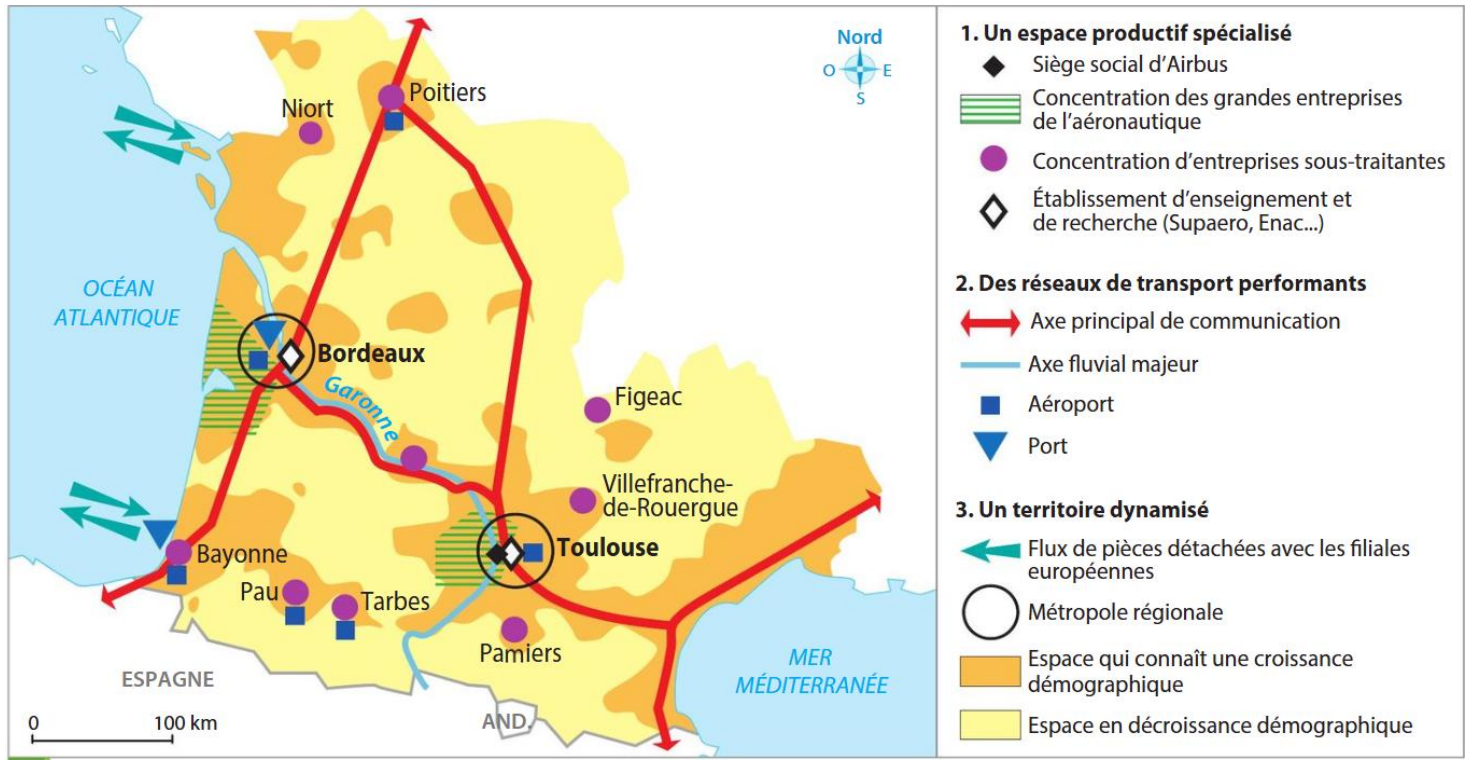 Nord
O
E
S
Poitiers
Niort
OCÉAN
ATLANTIQUE
Bordeaux
Garonne
Figeac
Villefranche-
de-Rouergue
Toulouse
Bayonne
Pau
Tarbes
Pamiers
MER
MÉDITERRANÉE
ESPAGNE
AND.
0
100 km
1. Un espace productif spécialisé
Siège social d’Airbus
Concentration des grandes entreprises
de l’aéronautique
Concentration d’entreprises sous-traitantes
Établissement d’enseignement et
de recherche (Supaero, Enac...)
2. Des réseaux de transport performants
Axe principal de communication
Axe fluvial majeur
Aéroport
Port
3. Un territoire dynamisé
Flux de pièces détachées avec les filiales
européennes
Métropole régionale
Espace qui connaît une croissance
démographique
Espace en décroissance démographique